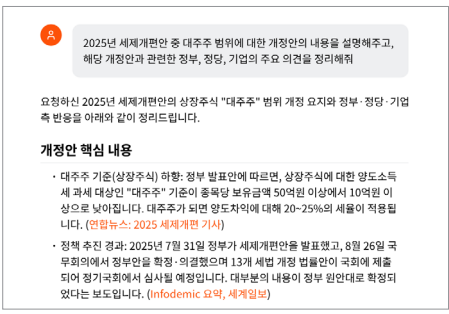 2025년 세제개편안 중 대주주 범위에 대한 개정안의 내용을 설명해주고,
해당 개정안과 관련한 정부, 정당, 기업의 주요 의견을 정리해줘
요청하신 2025년 세제개편안의 상장주식 "대주주" 범위 개정 요지와 정부·정당·기업
측 반응을 아래와 같이 정리드립니다.
개정안 핵심 내용
• 대주주 기준(상장주식) 하향: 정부 발표안에 따르면, 상장주식에 대한 양도소득
세 과세 대상인 "대주주" 기준이 종목당 보유금액 50억원 이상에서 10억원 이
상으로 낮아집니다. 대주주가 되면 양도차익에 대해 20~25%의 세율이 적용됩
니다. (연합뉴스: 2025 세제개편 기사)
• 정책 추진 경과: 2025년 7월 31일 정부가 세제개편안을 발표했고, 8월 26일 국
무회의에서 정부안을 확정·의결했으며 13개 세법 개정 법률안이 국회에 제출
되어 정기국회에서 심사될 예정입니다. 대부분의 내용이 정부 원안대로 확정되
었다는 보도입니다. (Infodemic 요약, 세계일보)